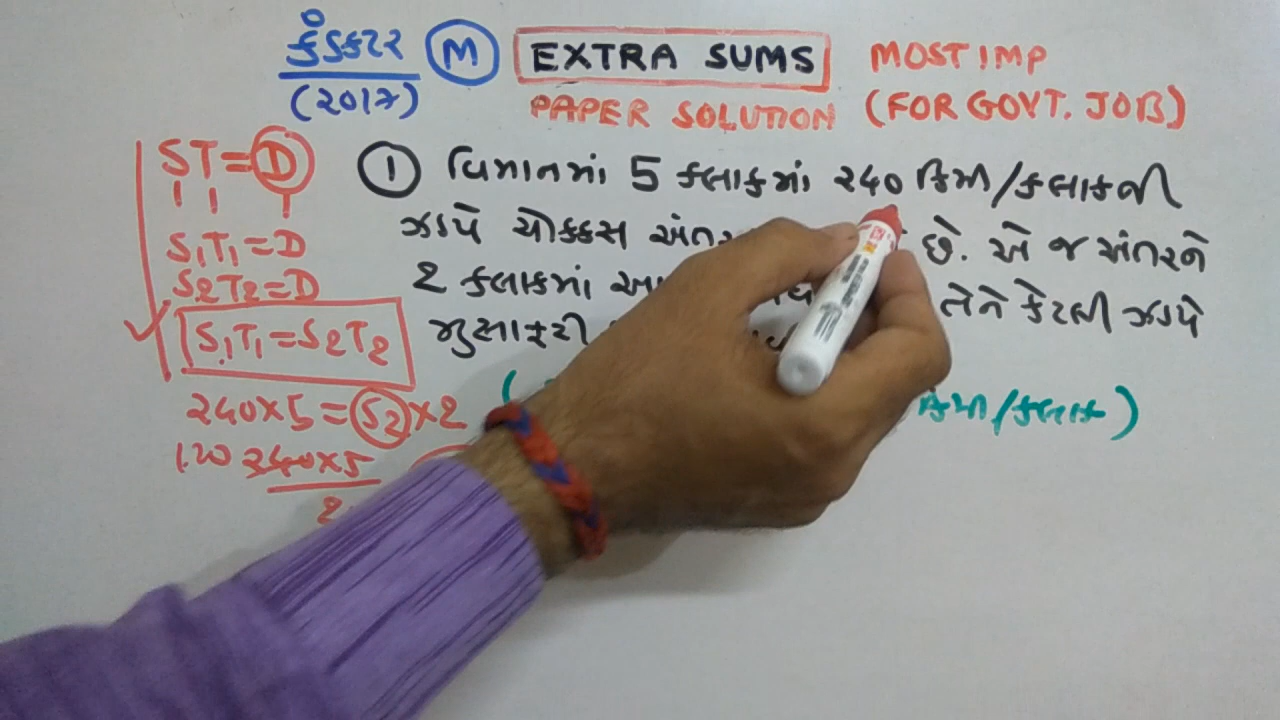 કંડકટર (M) EXTRA SUMS MOST IMP
(2017) PAPER SOLUTION (FOR GOVT. JOB)
ST = D
S₁T₁ = D
S₂T₂ = D
S₁T₁ = S₂T₂
240 × 5 = S₂ × 2
120 240 × 5
2
① વિમાનમાં 5 કલાકમાં 240 કિમી/કલાકની
ઝડપે ચોક્કસ છે. એ જ અંતરને
2 કલાકમાં તેને કેટલી ઝડપે
મુસાફરી
કિમી/કલાક)